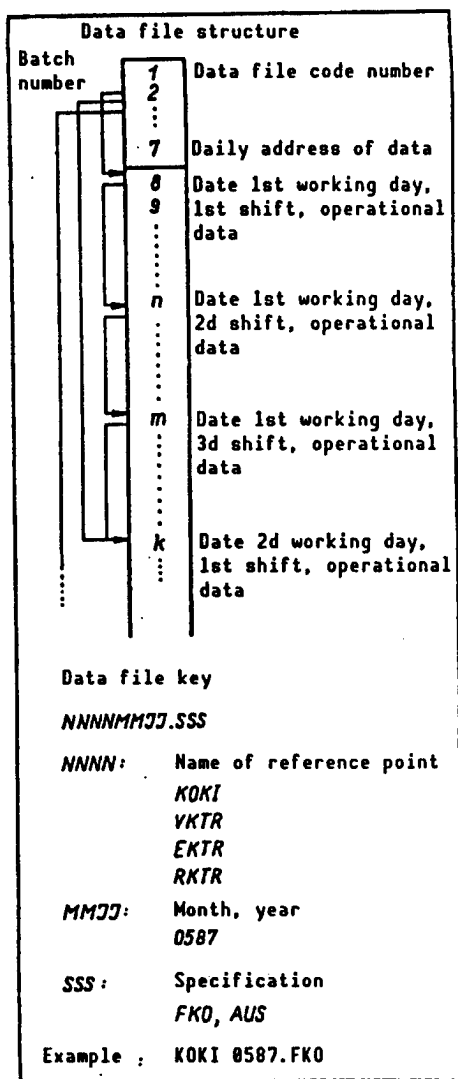 Data file structure
Batch
number
1 Data file code number
2
7 Daily address of data
8 Date 1st working day,
9 1st shift, operational
data
n Date 1st working day,
2d shift, operational
data
m Date 1st working day,
3d shift, operational
data
k Date 2d working day,
1st shift, operational
data
Data file key
NNNNMMJJ.SSS
NNNN: Name of reference point
KOKI
VKTR
EKTR
RKTR
MMJJ: Month, year
0587
SSS: Specification
FKO, AUS
Example : KOKI 0587.FKO